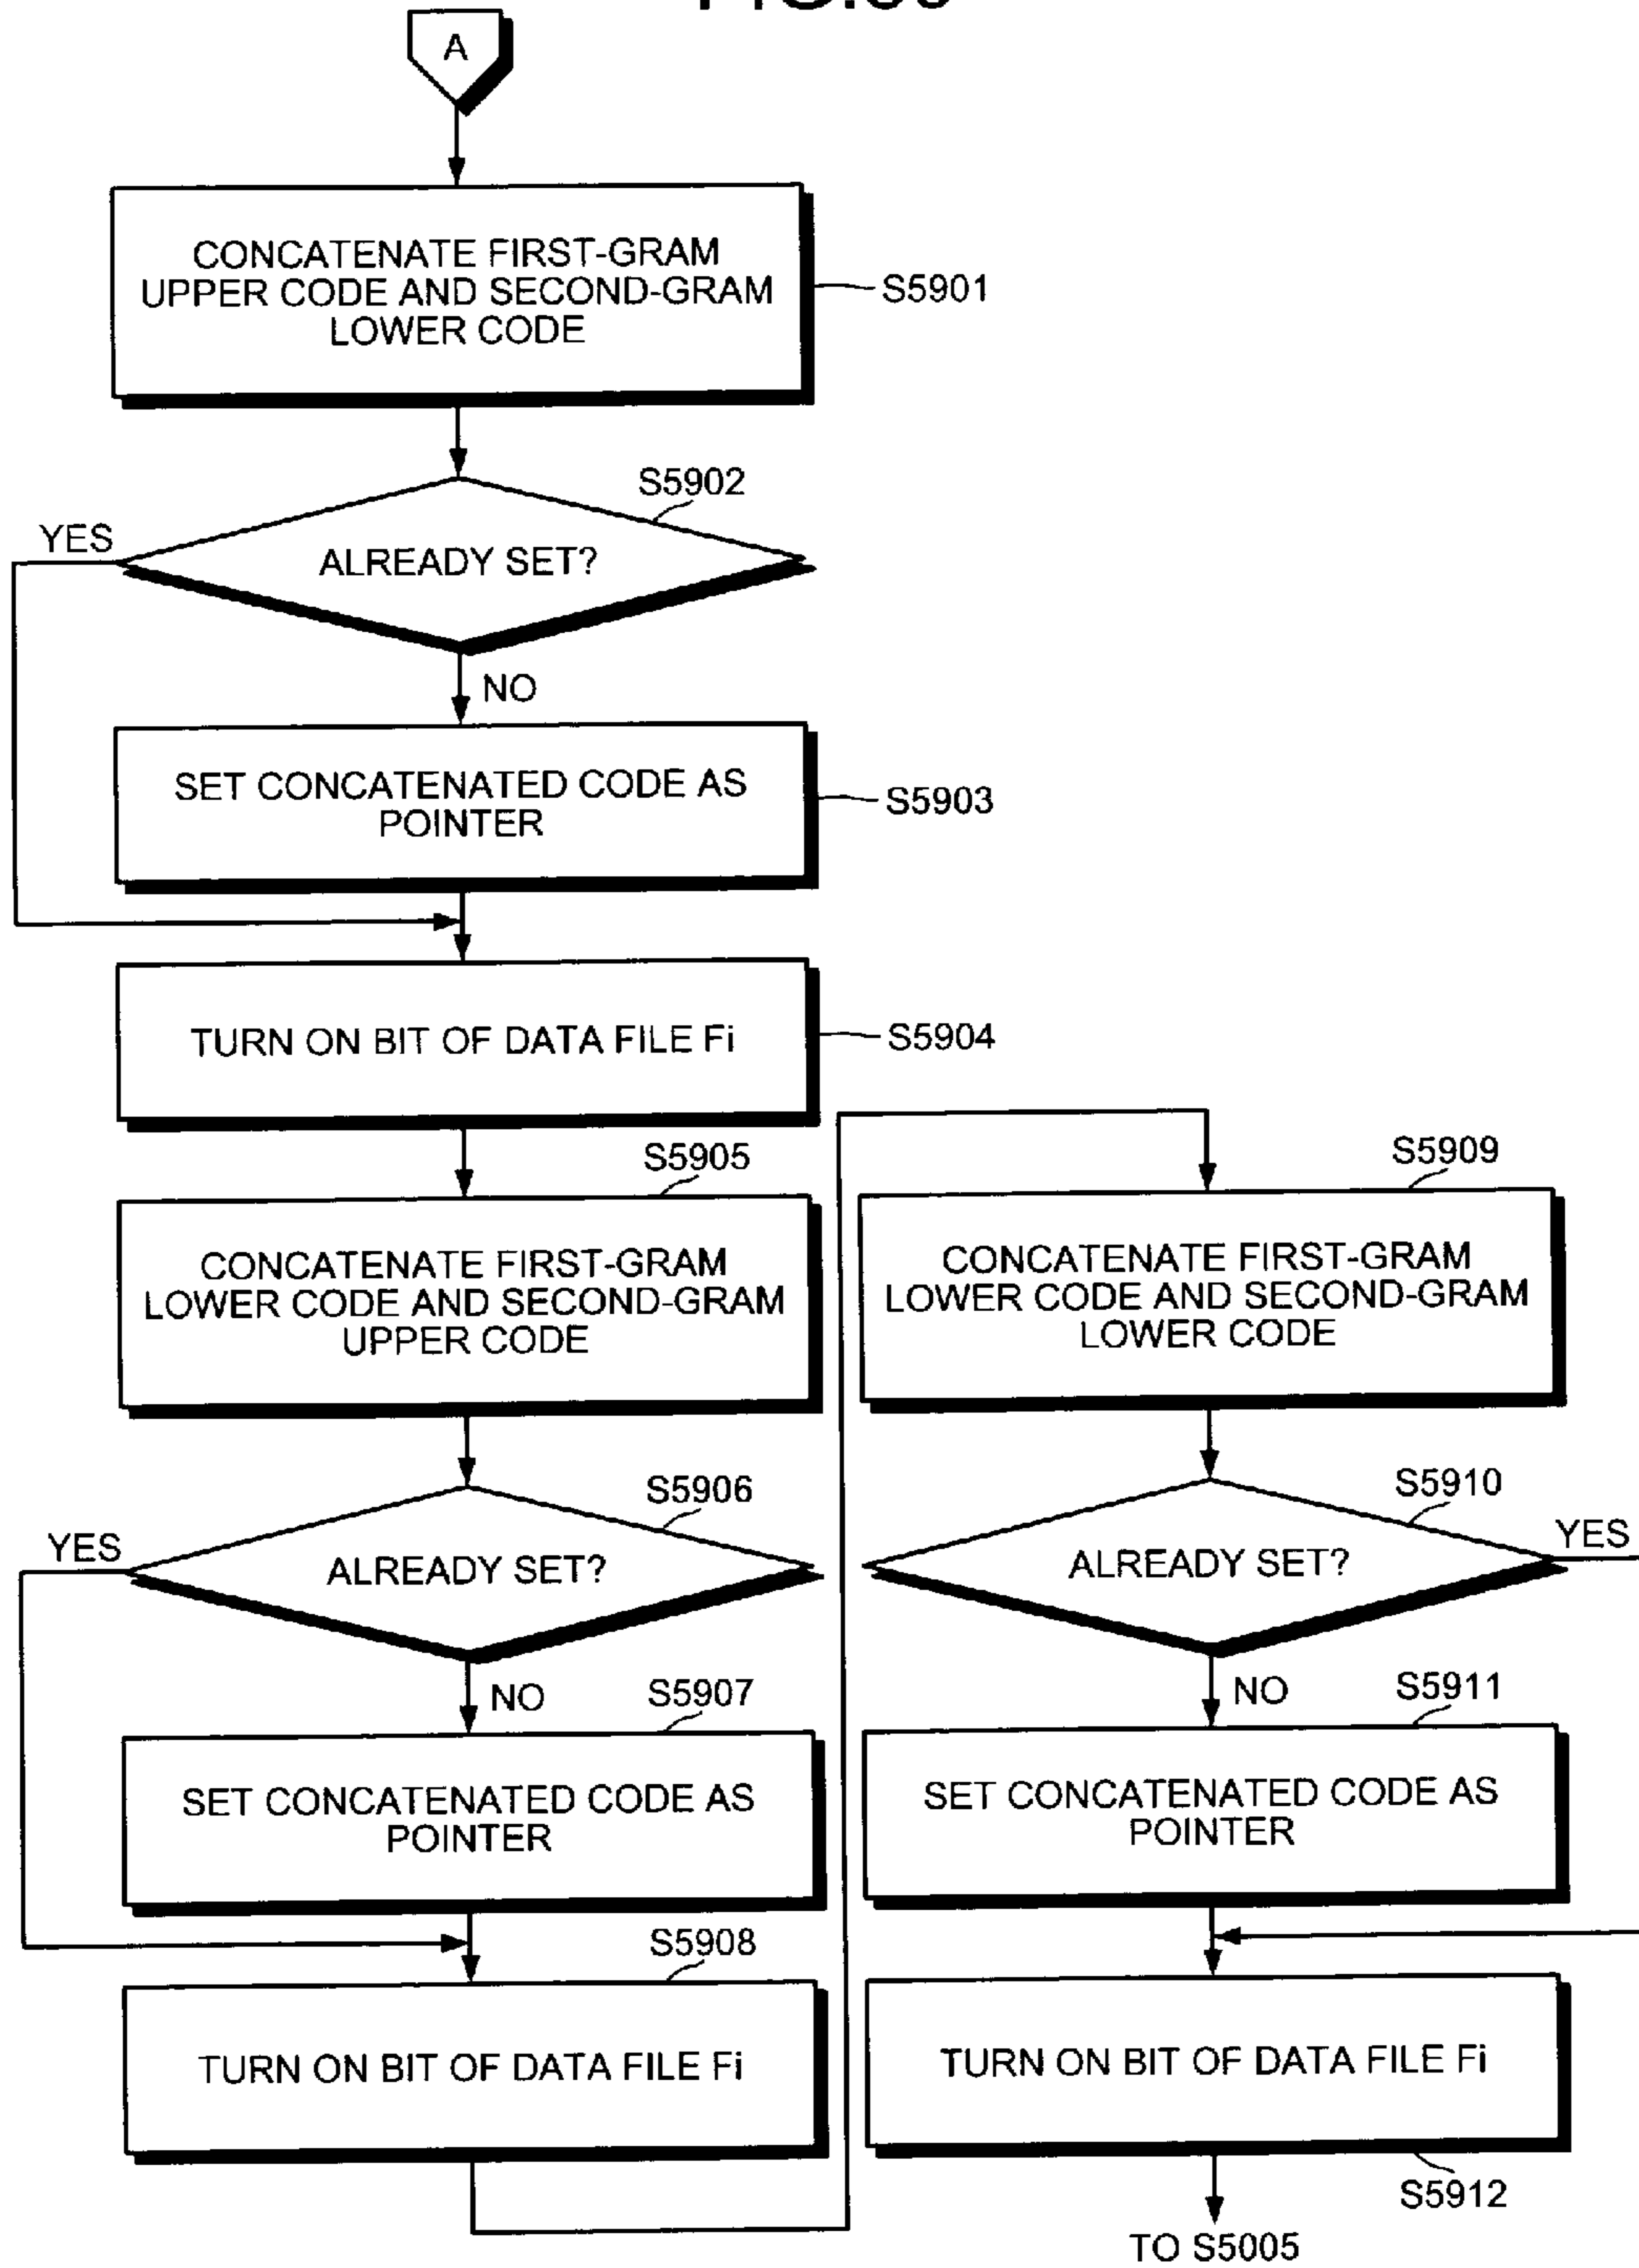 A
CONCATENATE FIRST-GRAM
UPPER CODE AND SECOND-GRAM
LOWER CODE
S5901
S5902
YES
ALREADY SET?
NO
SET CONCATENATED CODE AS
POINTER
S5903
TURN ON BIT OF DATA FILE Fi
S5904
S5905
CONCATENATE FIRST-GRAM
LOWER CODE AND SECOND-GRAM
UPPER CODE
S5906
YES
ALREADY SET?
NO
S5907
SET CONCATENATED CODE AS
POINTER
S5908
TURN ON BIT OF DATA FILE Fi
S5909
CONCATENATE FIRST-GRAM
LOWER CODE AND SECOND-GRAM
LOWER CODE
S5910
YES
ALREADY SET?
NO
S5911
SET CONCATENATED CODE AS
POINTER
TURN ON BIT OF DATA FILE Fi
S5912
TO S5005